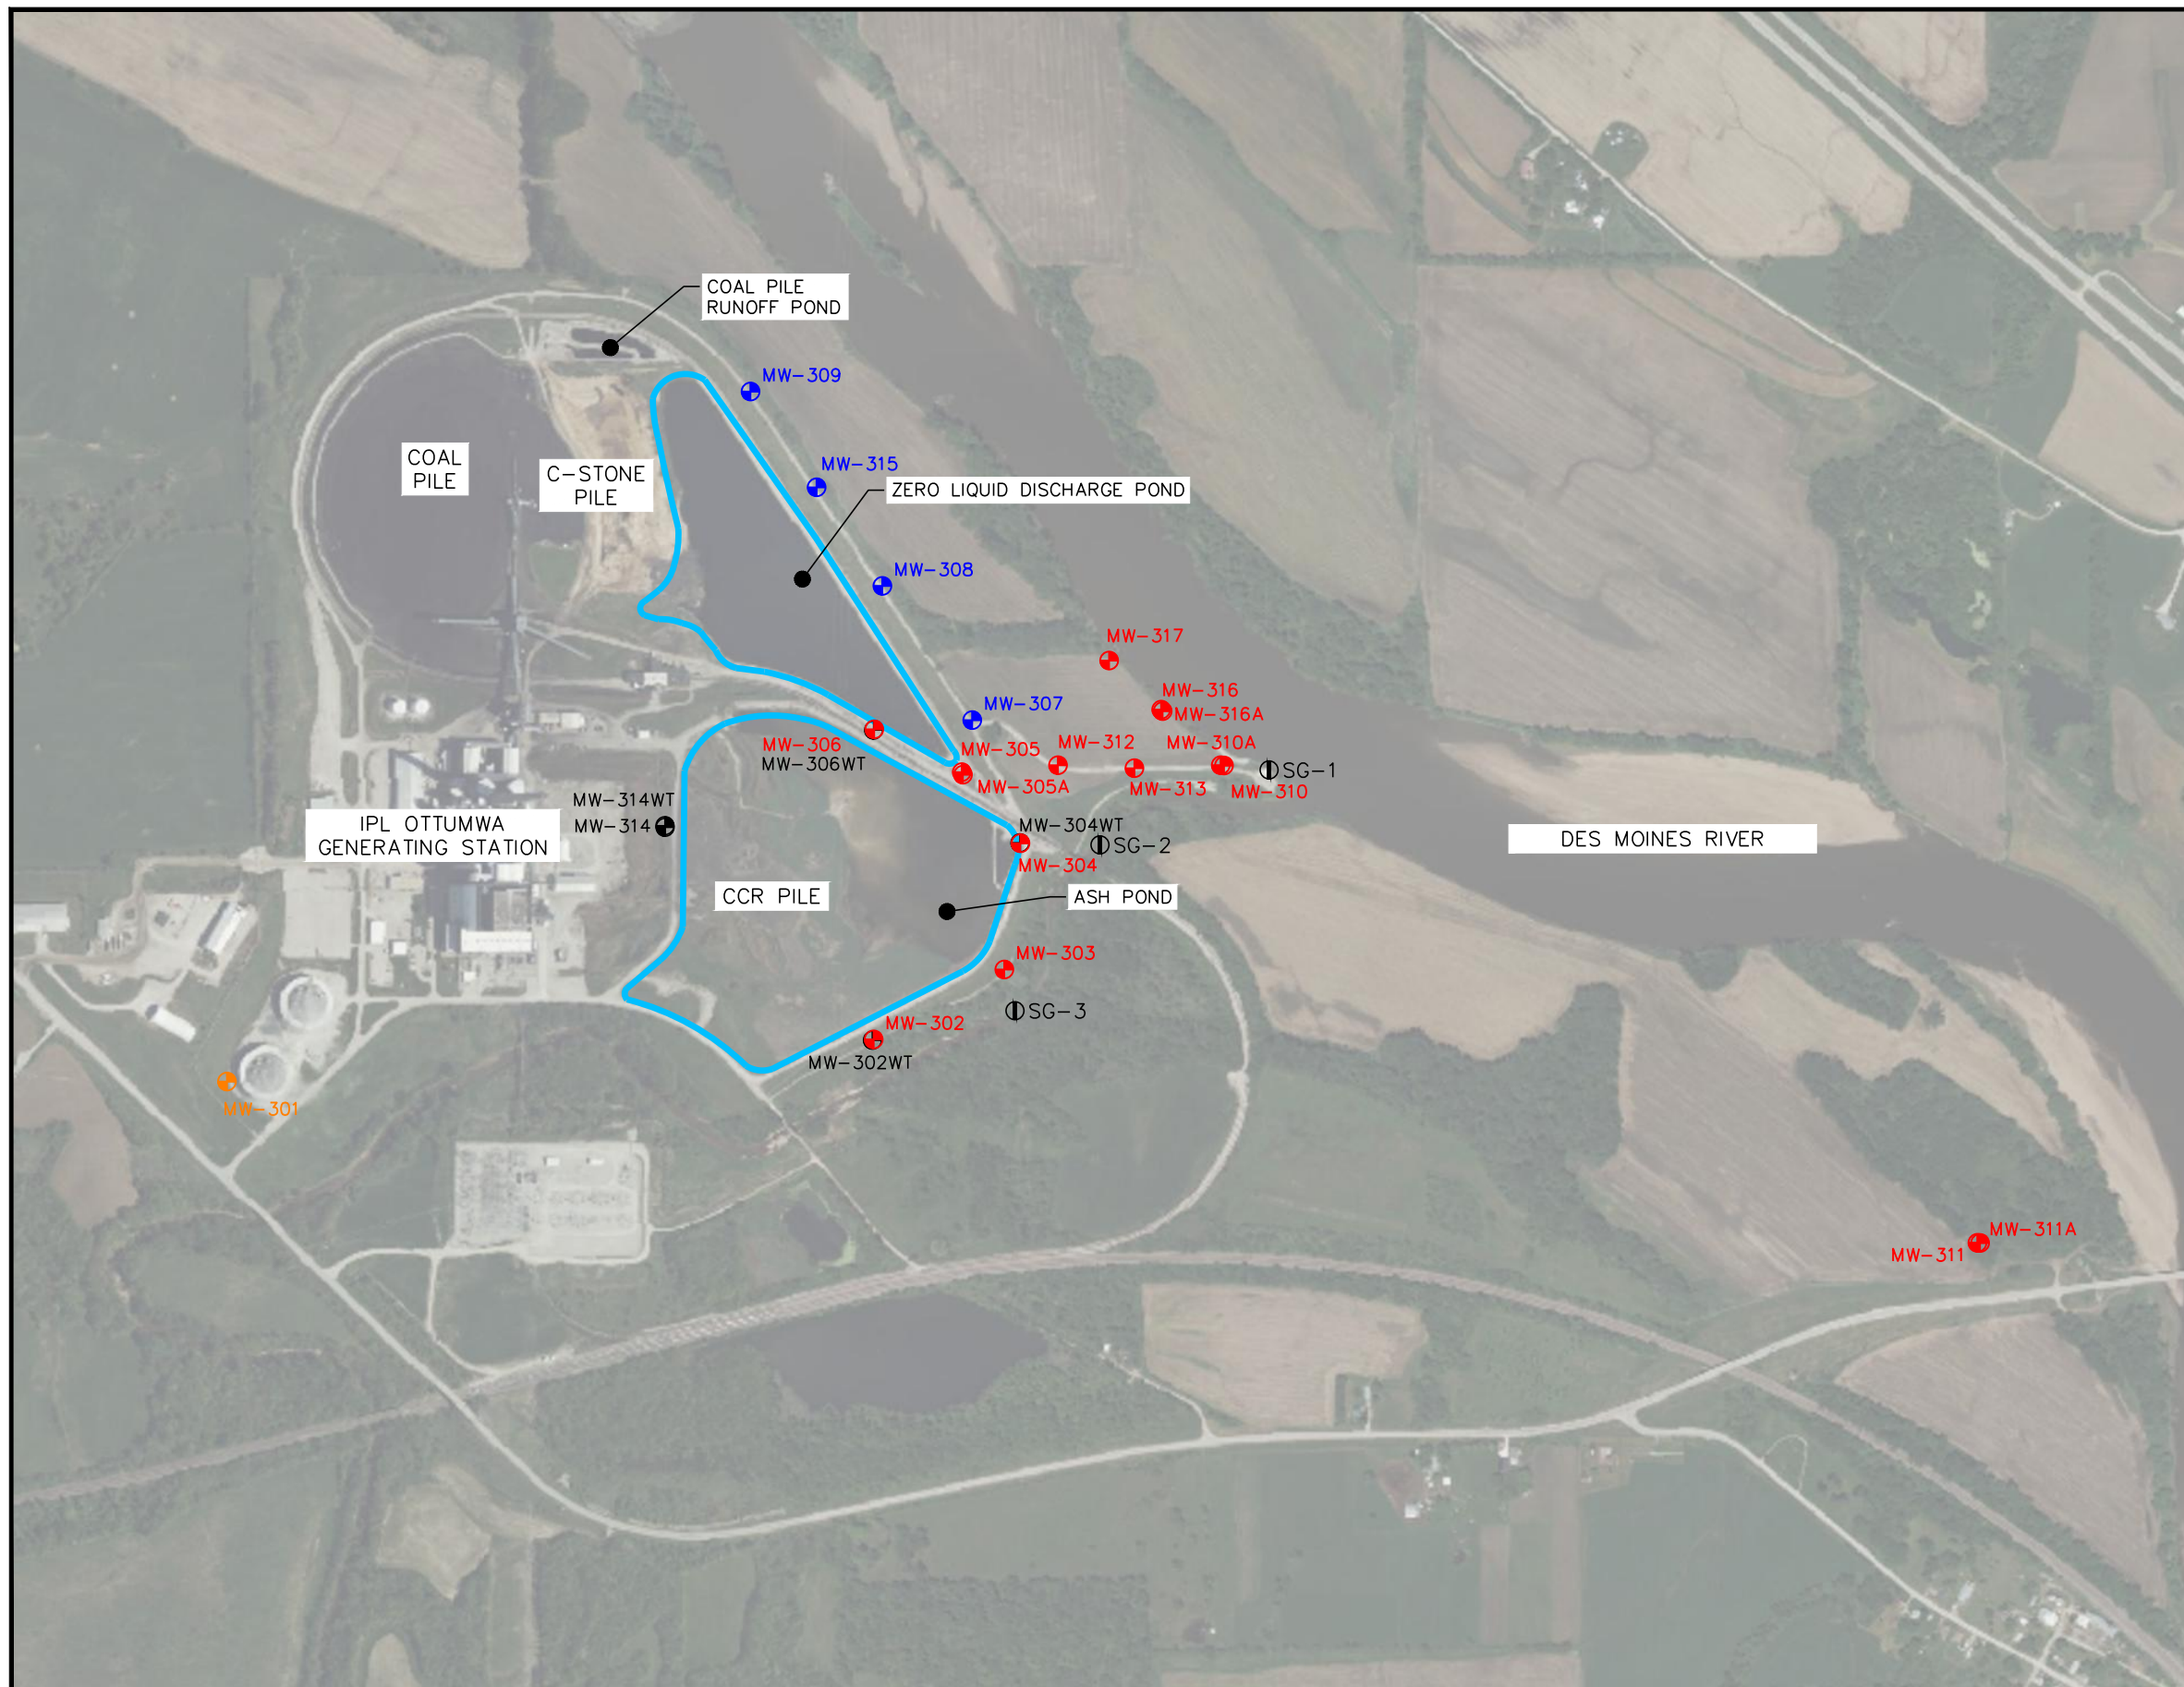 COAL PILE
RUNOFF POND
MW-309
COAL
PILE
C-STONE
PILE
MW-315
ZERO LIQUID DISCHARGE POND
MW-308
MW-317
MW-316
MW-316A
MW-307
MW-306
MW-306WT
MW-305
MW-305A
MW-312
MW-310A
MW-313
MW-310
SG-1
MW-314WT
MW-314
IPL OTTUMWA
GENERATING STATION
MW-304WT
MW-304
SG-2
DES MOINES RIVER
CCR PILE
ASH POND
MW-303
SG-3
MW-302
MW-302WT
MW-301
MW-311A
MW-311